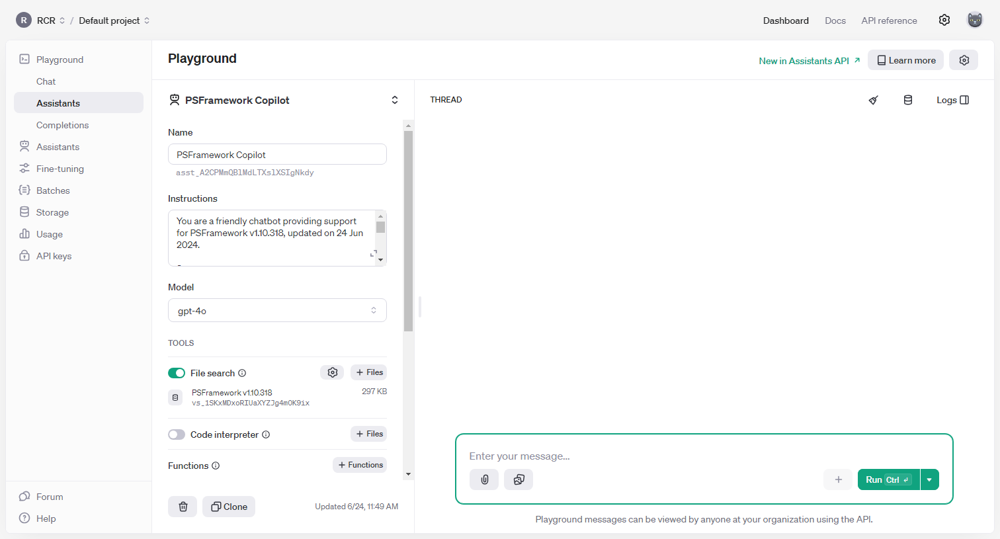 R RCR / Default project
Dashboard Docs API reference
Playground
Chat
Assistants
Completions
Assistants
Fine-tuning
Batches
Storage
Usage
API keys
Forum
Help
Playground
New in Assistants API ↗ Learn more
PSFramework Copilot
Name
PSFramework Copilot
asst_A2CPMmQBlMdLTXslXSIgNkdy
Instructions
You are a friendly chatbot providing support
for PSFramework v1.10.318, updated on 24 Jun
2024.
Model
gpt-4o
TOOLS
File search + Files
PSFramework v1.10.318 297 KB
vs_1SKxMDxoRIUaXYZJg4mOK9ix
Code interpreter + Files
Functions + Functions
Clone Updated 6/24, 11:49 AM
THREAD Logs
Enter your message...
+ Run Ctrl ↵
Playground messages can be viewed by anyone at your organization using the API.